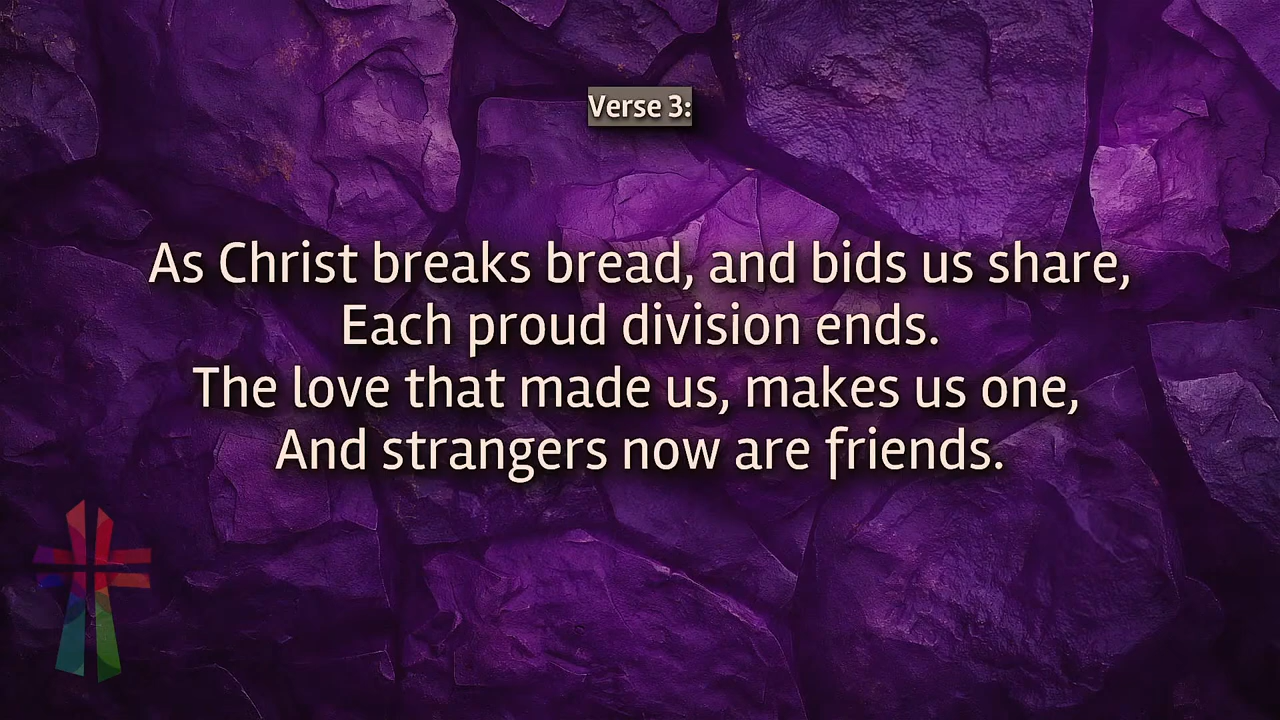 Verse 3:
As Christ breaks bread, and bids us share,
Each proud division ends.
The love that made us, makes us one,
And strangers now are friends.